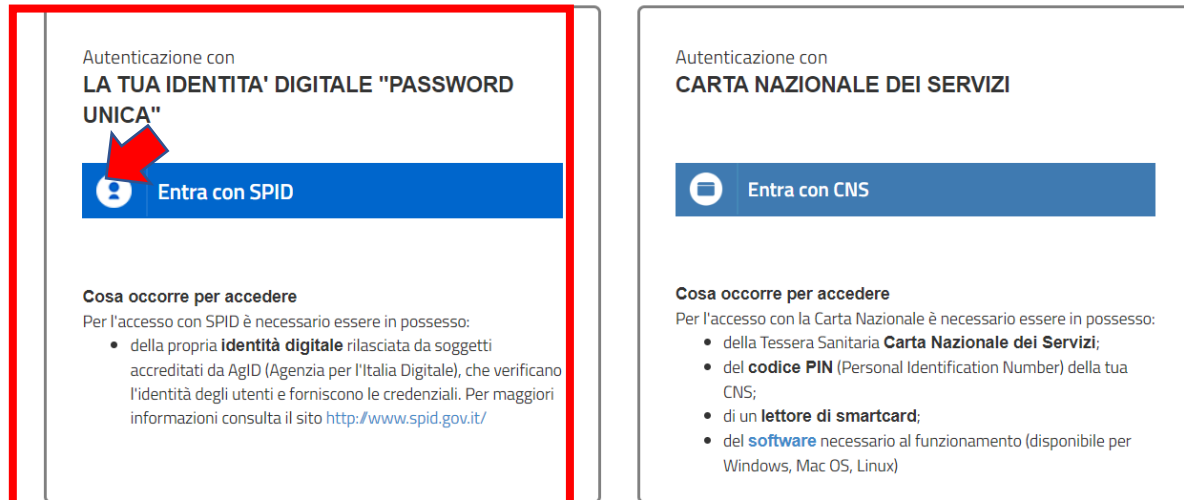 Autenticazione con
LA TUA IDENTITA' DIGITALE "PASSWORD
UNICA"
Entra con SPID
Cosa occorre per accedere
Per l'accesso con SPID è necessario essere in possesso:
della propria identità digitale rilasciata da soggetti
accreditati da AgID (Agenzia per l'Italia Digitale), che verificano
l'identità degli utenti e forniscono le credenziali. Per maggiori
informazioni consulta il sito http://www.spid.gov.it/
Autenticazione con
CARTA NAZIONALE DEI SERVIZI
Entra con CNS
Cosa occorre per accedere
Per l'accesso con la Carta Nazionale è necessario essere in possesso:
della Tessera Sanitaria Carta Nazionale dei Servizi;
del codice PIN (Personal Identification Number) della tua
CNS;
di un lettore di smartcard;
del software necessario al funzionamento (disponibile per
Windows, Mac OS, Linux)